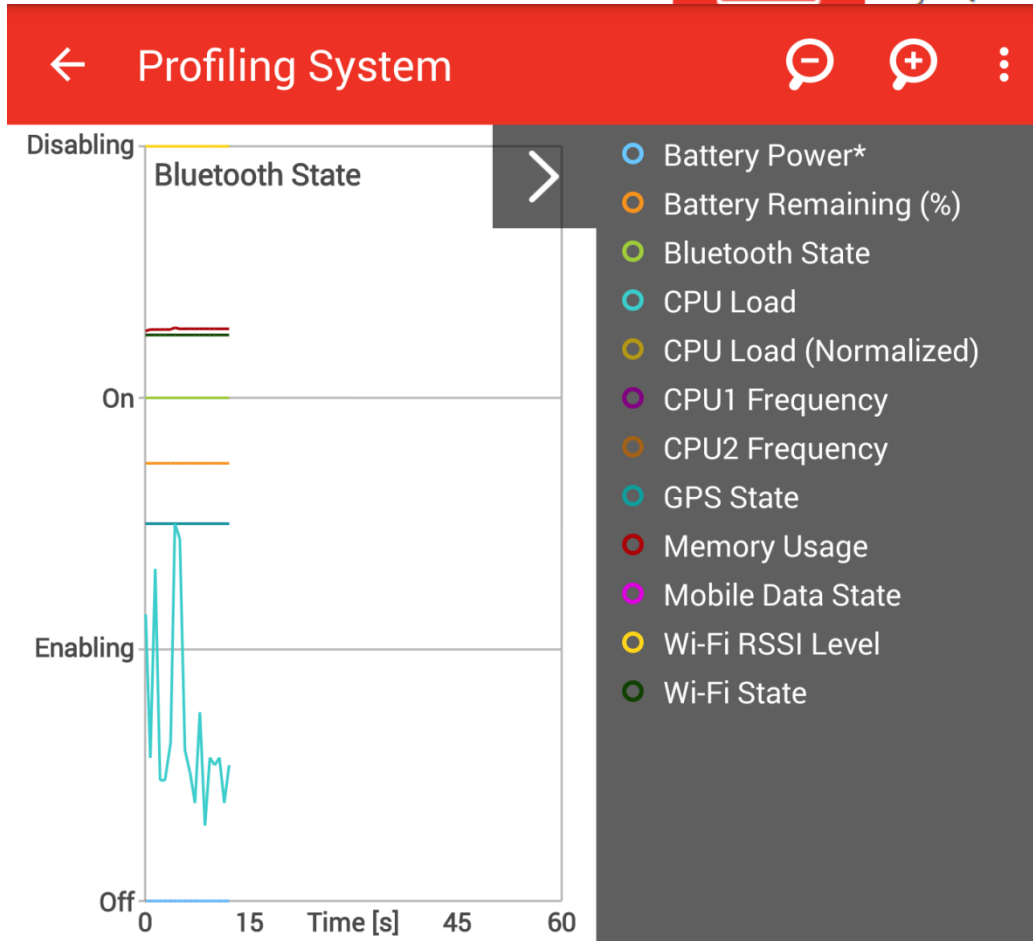 Profiling System
Disabling
Bluetooth State
On
Enabling
Off
0 15 Time [s] 45 60
Battery Power*
Battery Remaining (%)
Bluetooth State
CPU Load
CPU Load (Normalized)
CPU1 Frequency
CPU2 Frequency
GPS State
Memory Usage
Mobile Data State
Wi-Fi RSSI Level
Wi-Fi State